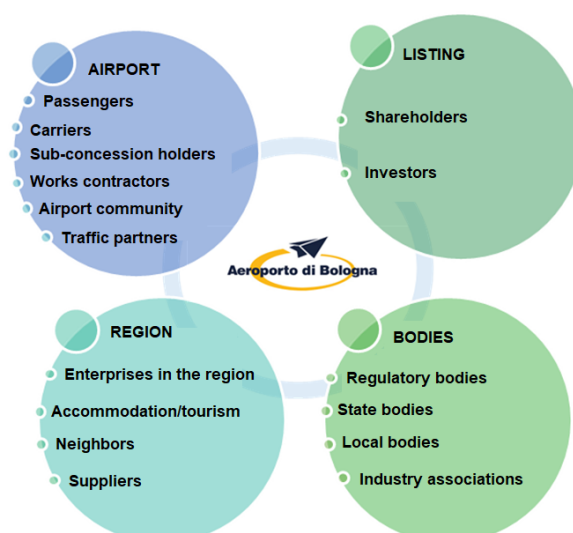 AIRPORT
Passengers
Carriers
Sub-concession holders
Works contractors
Airport community
Traffic partners
LISTING
Shareholders
Investors
Aeroporto di Bologna
REGION
Enterprises in the region
Accommodation/tourism
Neighbors
Suppliers
BODIES
Regulatory bodies
State bodies
Local bodies
Industry associations